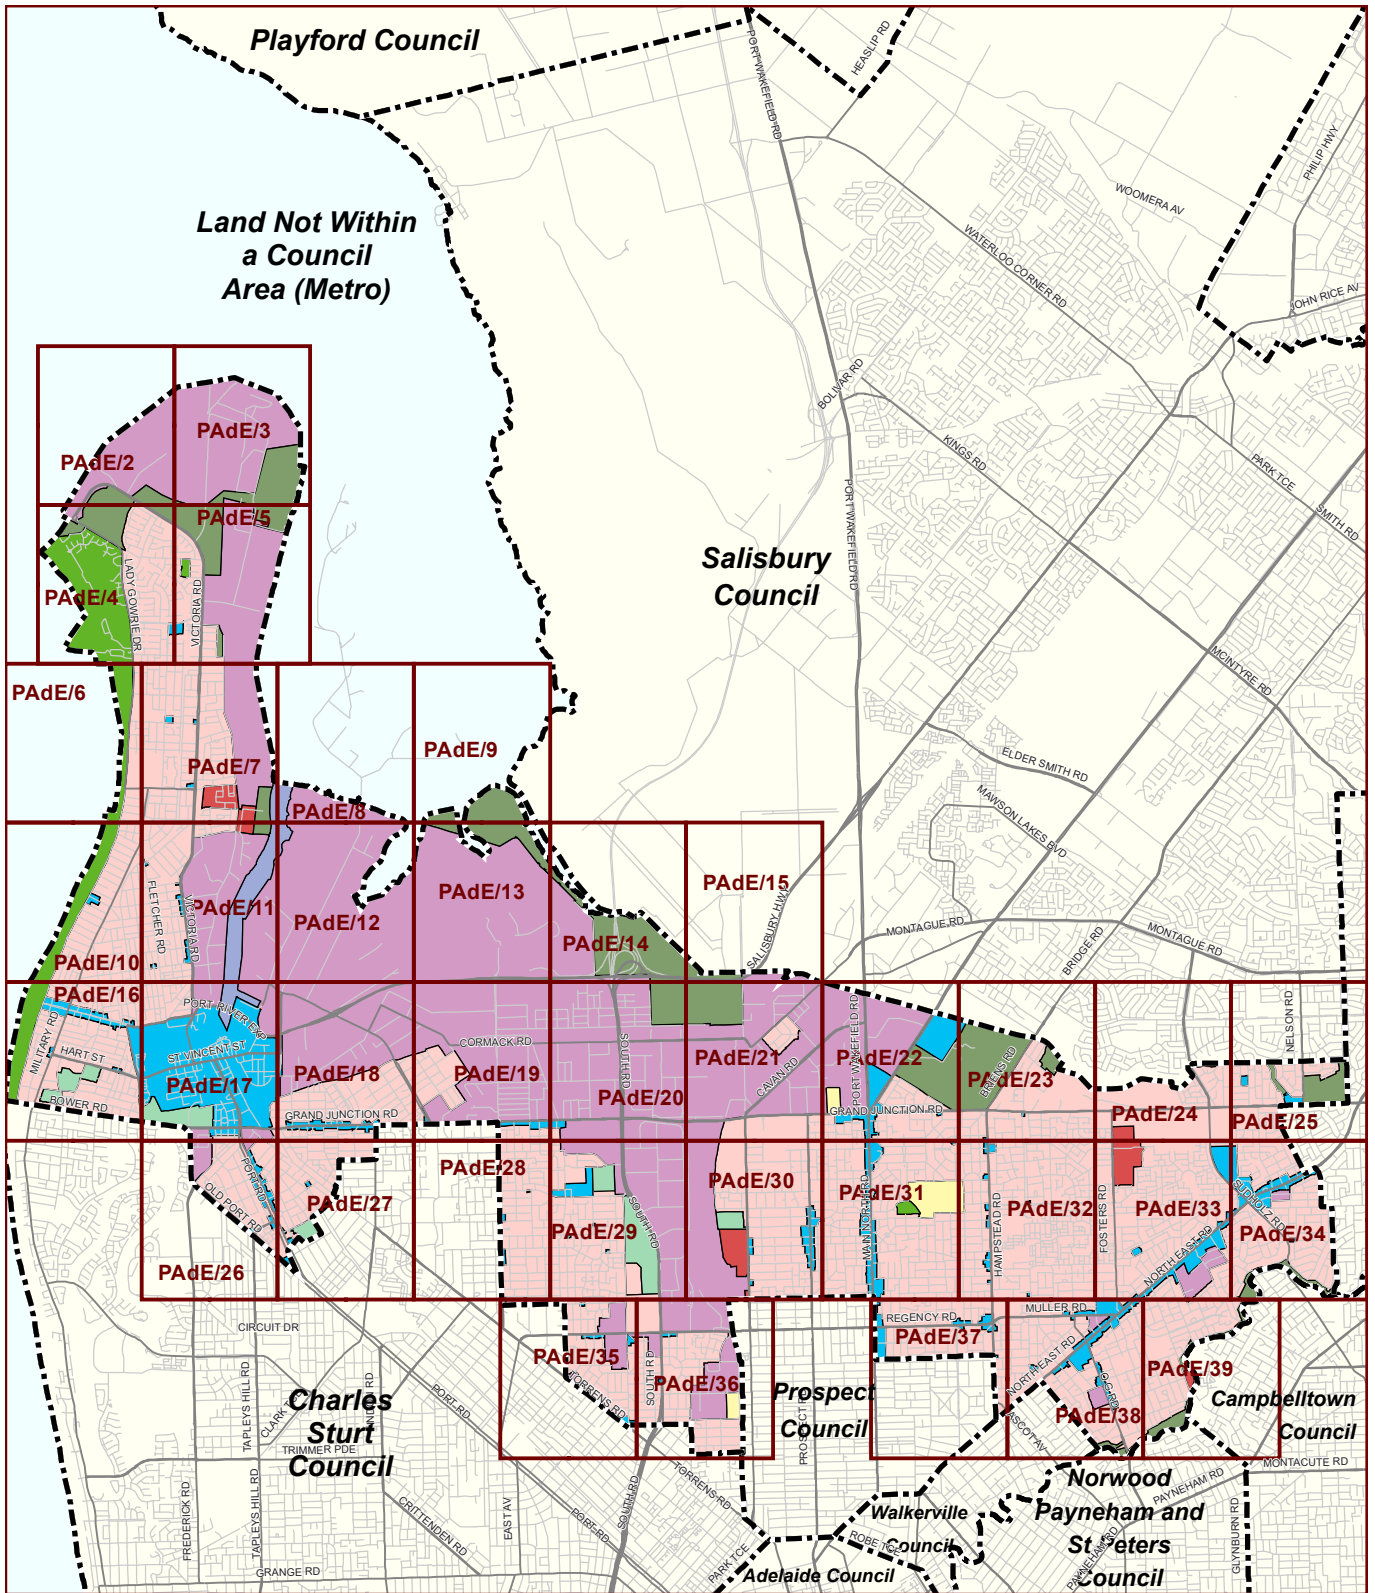 Playford Council
PORT WAKEFIELD RD
HEASLIP RD
PHILIP HWY
WOOMERA AV
Land Not Within
a Council
Area (Metro)
WATERLOO CORNER RD
JOHN RICE AV
BOLIVAR RD
KINGS RD
PARK TCE
SMITH RD
PORT WAKEFIELD RD
PAdE/3
PAdE/2
PAdE/5
PAdE/4
LADY GOWRIE DR
VICTORIA RD
Salisbury
Council
MCINTYRE RD
PAdE/6
PAdE/9
PAdE/7
PAdE/8
ELDER SMITH RD
MAWSON LAKES BVD
PAdE/15
PAdE/13
PAdE/11
PAdE/12
PAdE/14
FLETCHER RD
VICTORIA RD
SALISBURY HWY
MONTAGUE RD
BRIDGE RD
MONTAGUE RD
PAdE/10
PAdE/16
PORT RIVER EXP
NELSON RD
MILITARY RD
HART ST
ST VINCENT ST
CORMACK RD
SOUTH RD
PORT WAKEFIELD RD
PAdE/17
PAdE/18
PAdE/19
PAdE/20
PAdE/21
CAVAN RD
PAdE/22
BRIENS RD
PAdE/23
PAdE/24
PAdE/25
BOWER RD
GRAND JUNCTION RD
GRAND JUNCTION RD
PAdE/28
PORT RD
OLD PORT RD
PAdE/27
PAdE/26
PAdE/29
SOUTH RD
PAdE/30
PAdE/31
MAIN NORTH RD
HAMPSTEAD RD
PAdE/32
FOSTERS RD
PAdE/33
SUDHOLZ RD
PAdE/34
NORTH EAST RD
CIRCUIT DR
REGENCY RD
MULLER RD
PAdE/35
PAdE/37
SOUTH RD
TORRENS RD
PAdE/36
NORTH EAST RD
O G RD
PAdE/39
PAdE/38
ASCOT AV
Prospect
Council
Campbelltown
Council
Charles
Sturt
Council
TAPLEYS HILL RD
CLARK T
TRIMMER PDE
PORT RD
MONTACUTE RD
Norwood
Payneham and
St Peters
Council
PAYNEHAM RD
PAYNEHAM RD
GLYNBURN RD
FREDERICK RD
TAPLEYS HILL RD
CRITTENDEN RD
EAST AV
PORT RD
SOUTH RD
TORRENS RD
Walkerville
Council
ROBE TCE
PARK TCE
Adelaide Council
GRANGE RD